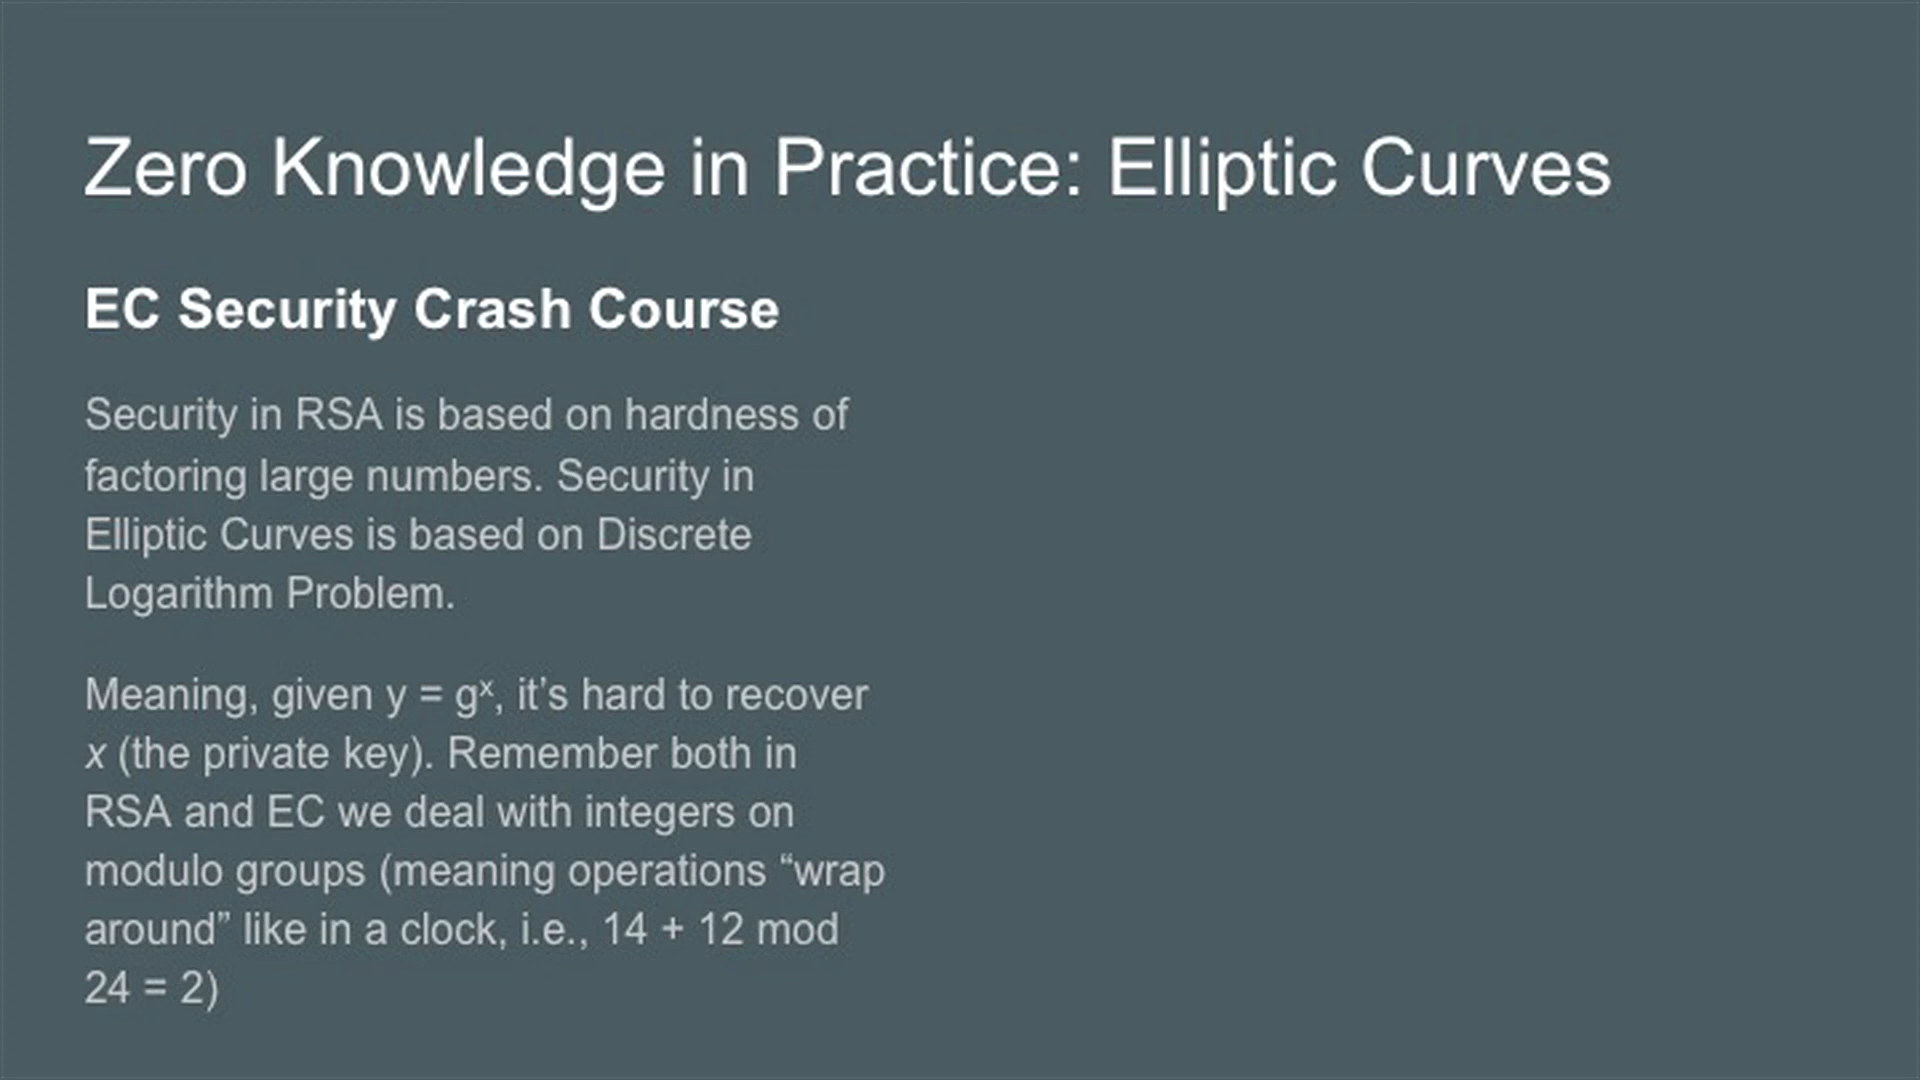 Zero Knowledge in Practice: Elliptic Curves
EC Security Crash Course
Security in RSA is based on hardness of
factoring large numbers. Security in
Elliptic Curves is based on Discrete
Logarithm Problem.
Meaning, given y = gˣ, it’s hard to recover
x (the private key). Remember both in
RSA and EC we deal with integers on
modulo groups (meaning operations “wrap
around” like in a clock, i.e., 14 + 12 mod
24 = 2)